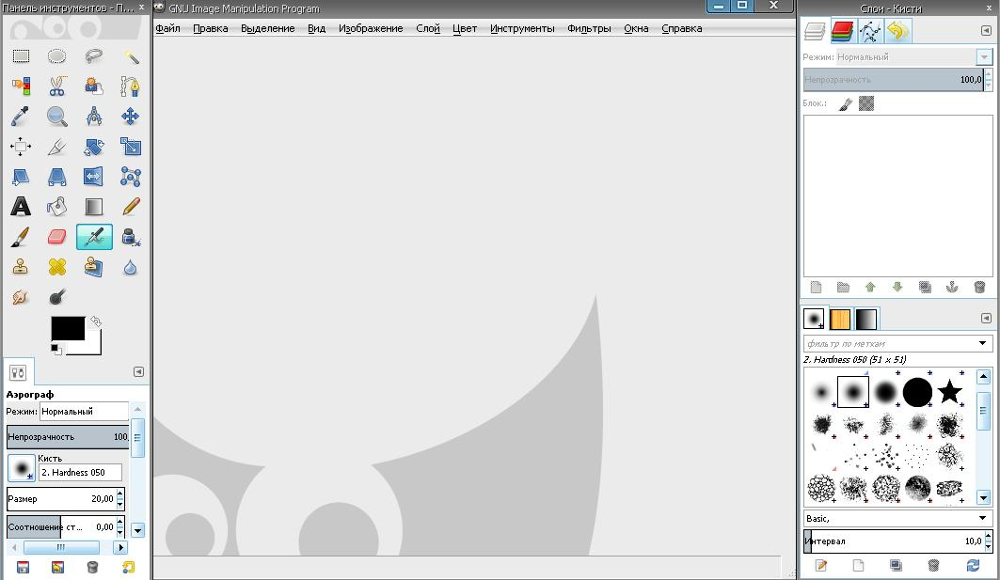 Панель инструментов - П...
GNU Image Manipulation Program
Файл Правка Выделение Вид Изображение Слой Цвет Инструменты Фильтры Окна Справка
Аэрограф
Режим: Нормальный
Непрозрачность 100,
Кисть
2. Hardness 050
Размер 20,00
Соотношение ст... 0,00
Слои - Кисти
Режим: Нормальный
Непрозрачность 100,0
Блок.:
фильтр по меткам
2. Hardness 050 (51 x 51)
Basic,
Интервал 10,0